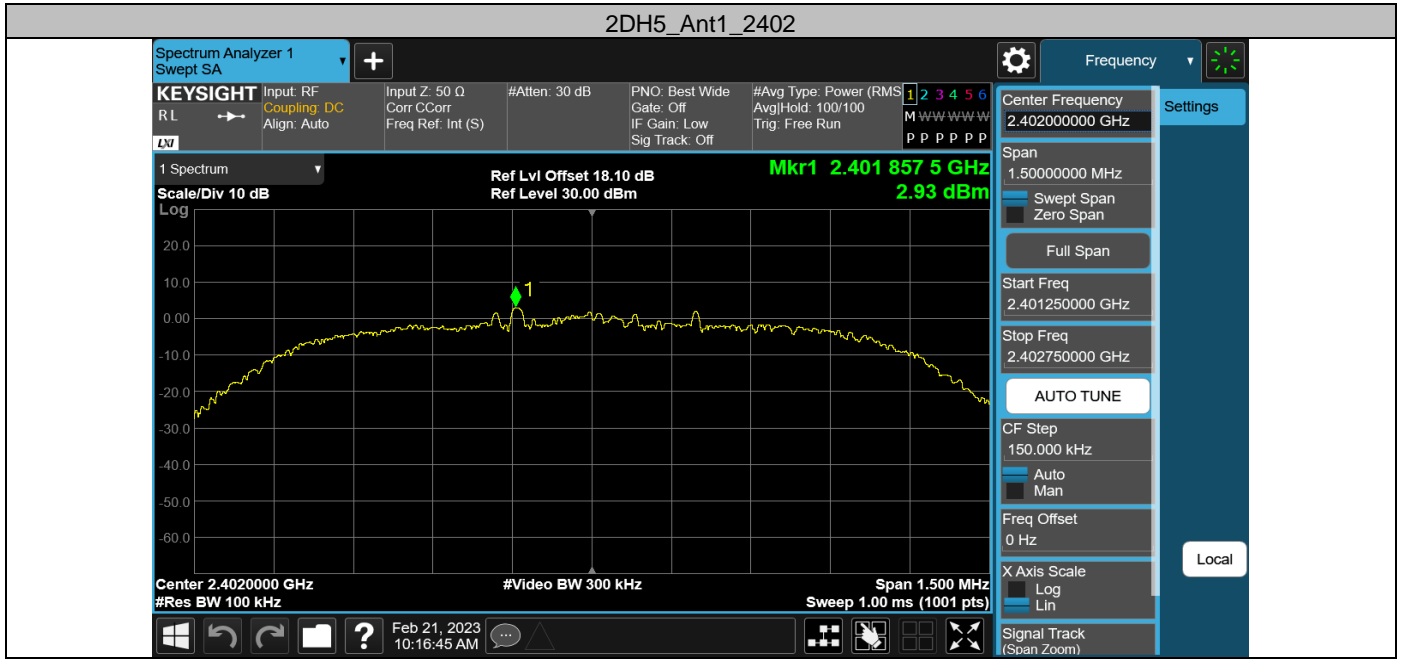 2DH5_Ant1_2402
Spectrum Analyzer 1
Swept SA
Frequency
KEYSIGHT
RL
LXI
Input: RF
Coupling: DC
Align: Auto
Input Z: 50 Ω
Corr CCorr
Freq Ref: Int (S)
#Atten: 30 dB
PNO: Best Wide
Gate: Off
IF Gain: Low
Sig Track: Off
#Avg Type: Power (RMS
Avg|Hold: 100/100
Trig: Free Run
1 2 3 4 5 6
M W W W W W
P P P P P P
1 Spectrum
Scale/Div 10 dB
Log
Ref Lvl Offset 18.10 dB
Ref Level 30.00 dBm
Mkr1 2.401 857 5 GHz
2.93 dBm
20.0
10.0
1
0.00
-10.0
-20.0
-30.0
-40.0
-50.0
-60.0
Center 2.4020000 GHz
#Video BW 300 kHz
Span 1.500 MHz
#Res BW 100 kHz
Sweep 1.00 ms (1001 pts)
Feb 21, 2023
10:16:45 AM
?
Center Frequency
2.402000000 GHz
Settings
Span
1.50000000 MHz
Swept Span
Zero Span
Full Span
Start Freq
2.401250000 GHz
Stop Freq
2.402750000 GHz
AUTO TUNE
CF Step
150.000 kHz
Auto
Man
Freq Offset
0 Hz
Local
X Axis Scale
Log
Lin
Signal Track
(Span Zoom)